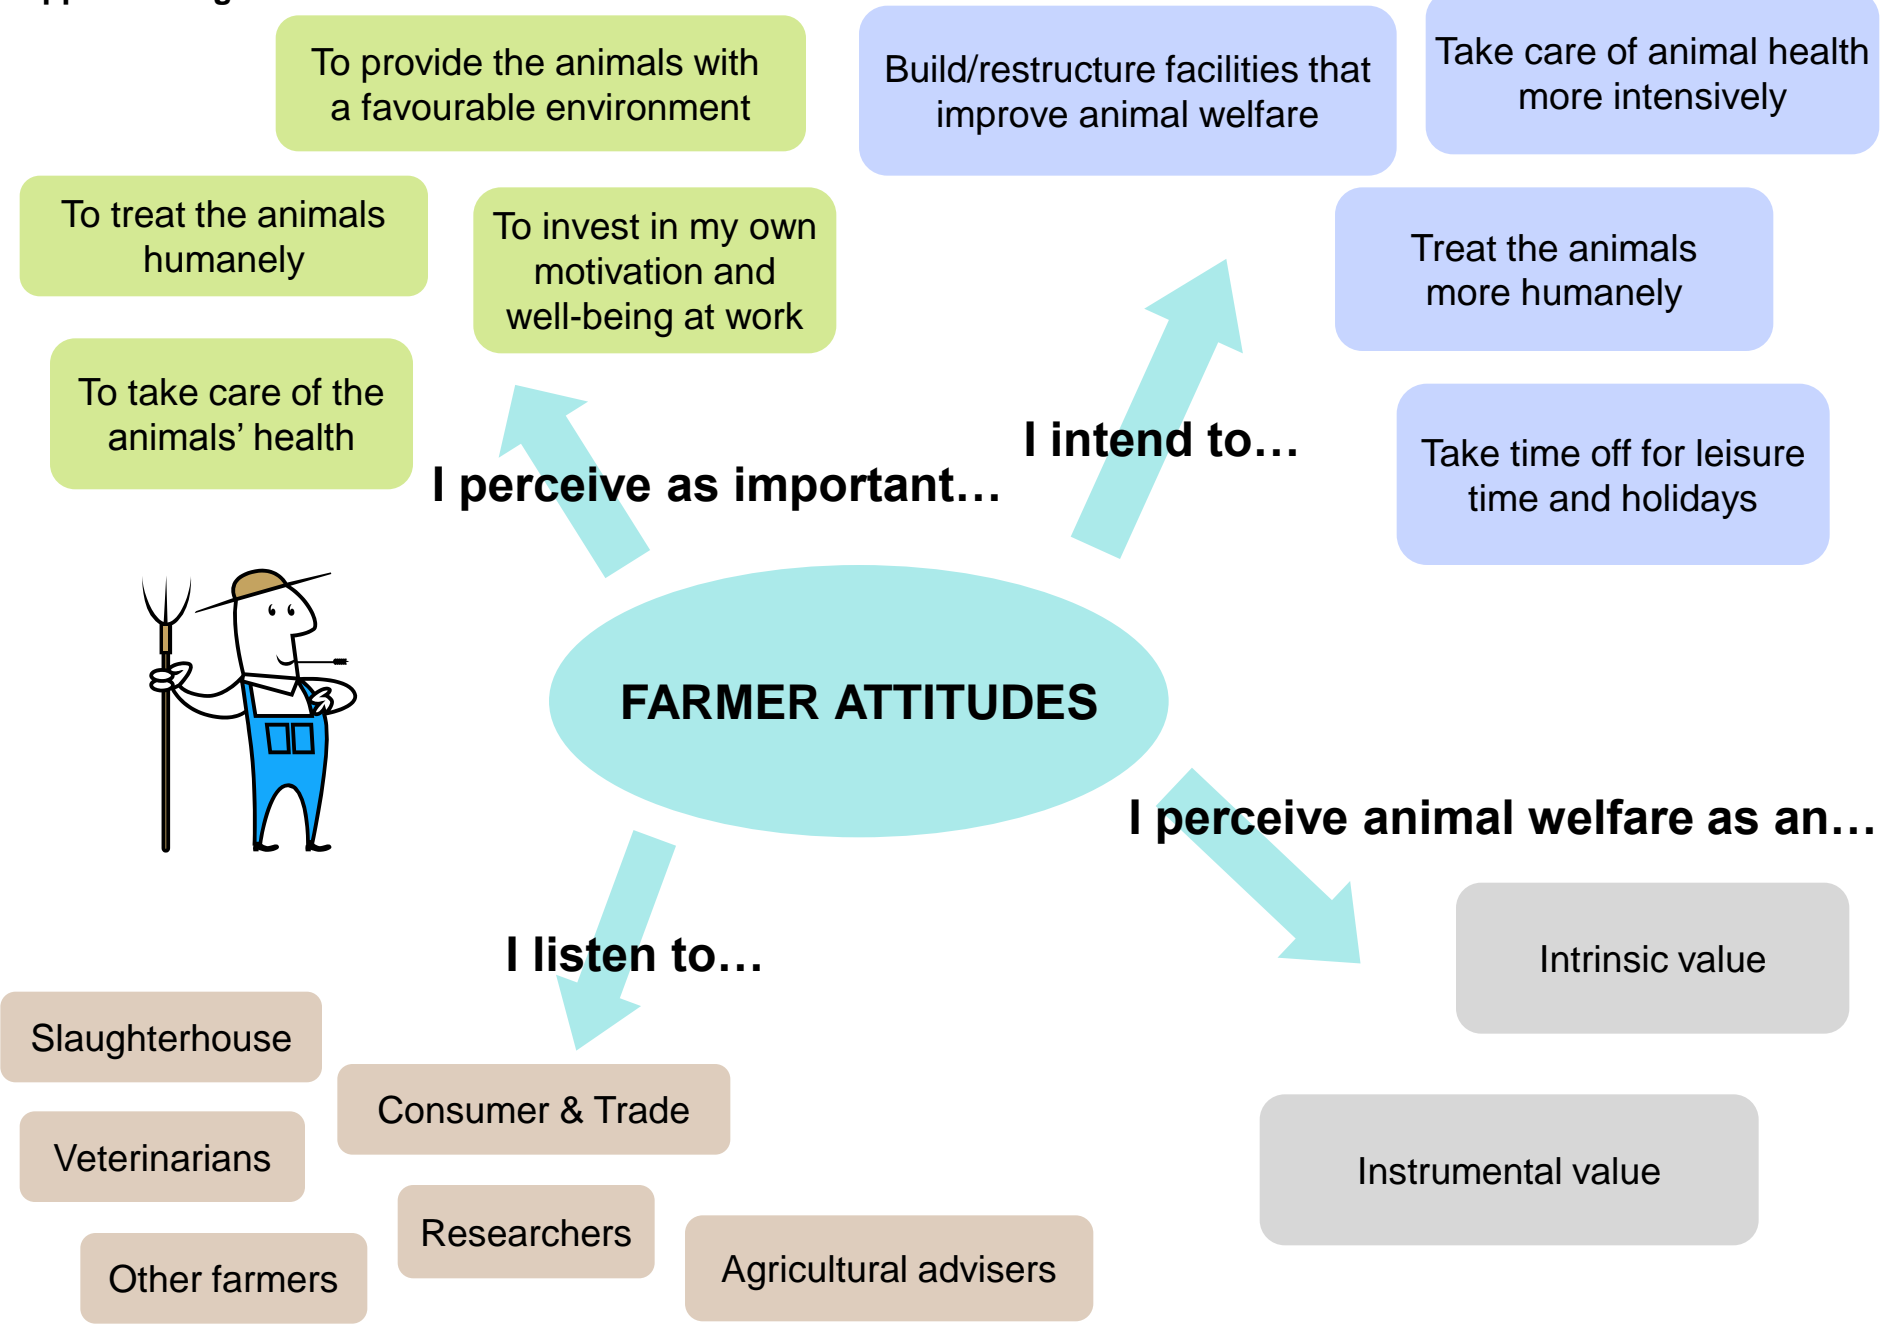 To provide the animals with
a favourable environment
To treat the animals
humanely
To invest in my own
motivation and
well-being at work
To take care of the
animals’ health
I perceive as important…
Build/restructure facilities that
improve animal welfare
Take care of animal health
more intensively
Treat the animals
more humanely
Take time off for leisure
time and holidays
I intend to…
FARMER ATTITUDES
I perceive animal welfare as an…
Intrinsic value
Instrumental value
I listen to…
Slaughterhouse
Consumer & Trade
Veterinarians
Researchers
Other farmers
Agricultural advisers